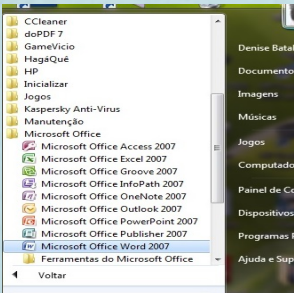 CCleaner
doPDF 7
GameVicio
HagáQuê
HP
Inicializar
Jogos
Kaspersky Anti-Virus
Manutenção
Microsoft Office
Microsoft Office Access 2007
Microsoft Office Excel 2007
Microsoft Office Groove 2007
Microsoft Office InfoPath 2007
Microsoft Office OneNote 2007
Microsoft Office Outlook 2007
Microsoft Office PowerPoint 2007
Microsoft Office Publisher 2007
Microsoft Office Word 2007
Ferramentas do Microsoft Office
Voltar
Denise Batal
Documento
Imagens
Músicas
Jogos
Computado
Painel de Co
Dispositivos
Programas P
Ajuda e Sup